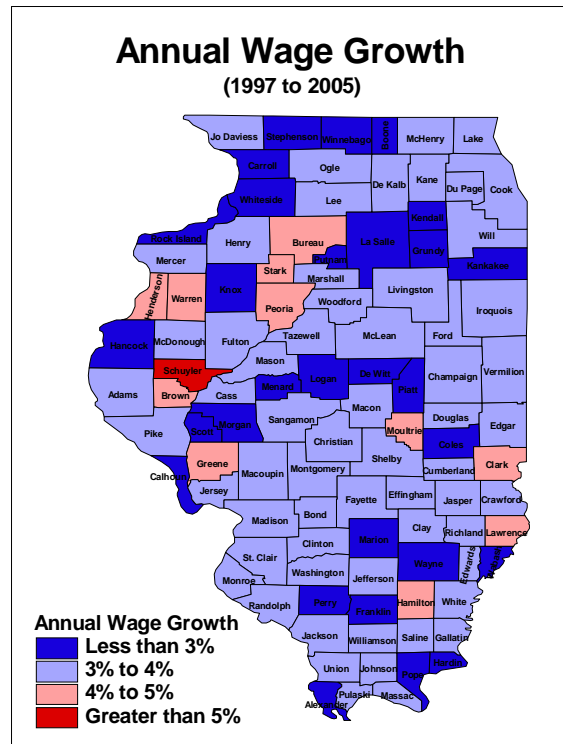 Annual Wage Growth
(1997 to 2005)
Jo Daviess Stephenson Winnebago Boone McHenry Lake
Carroll Ogle De Kalb Kane Du Page Cook
Whiteside Lee Kendall Will
Rock Island Henry Bureau La Salle Grundy
Mercer Putnam Kankakee
Henderson Warren Knox Stark Marshall Livingston
Peoria Woodford Iroquois
Hancock McDonough Fulton Tazewell McLean Ford
Schuyler Mason Champaign Vermilion
Adams Brown Cass Menard Logan De Witt Piatt
Macon Douglas Edgar
Pike Scott Morgan Sangamon Christian Moultrie Coles
Calhoun Greene Macoupin Montgomery Shelby Cumberland Clark
Jersey Fayette Effingham Jasper Crawford
Madison Bond Clay Richland Lawrence
Clinton Marion Wayne Edwards Wabash
St. Clair Washington Jefferson
Monroe Randolph Perry Franklin Hamilton White
Jackson Williamson Saline Gallatin
Union Johnson Pope Hardin
Alexander Pulaski Massac
Annual Wage Growth
Less than 3%
3% to 4%
4% to 5%
Greater than 5%